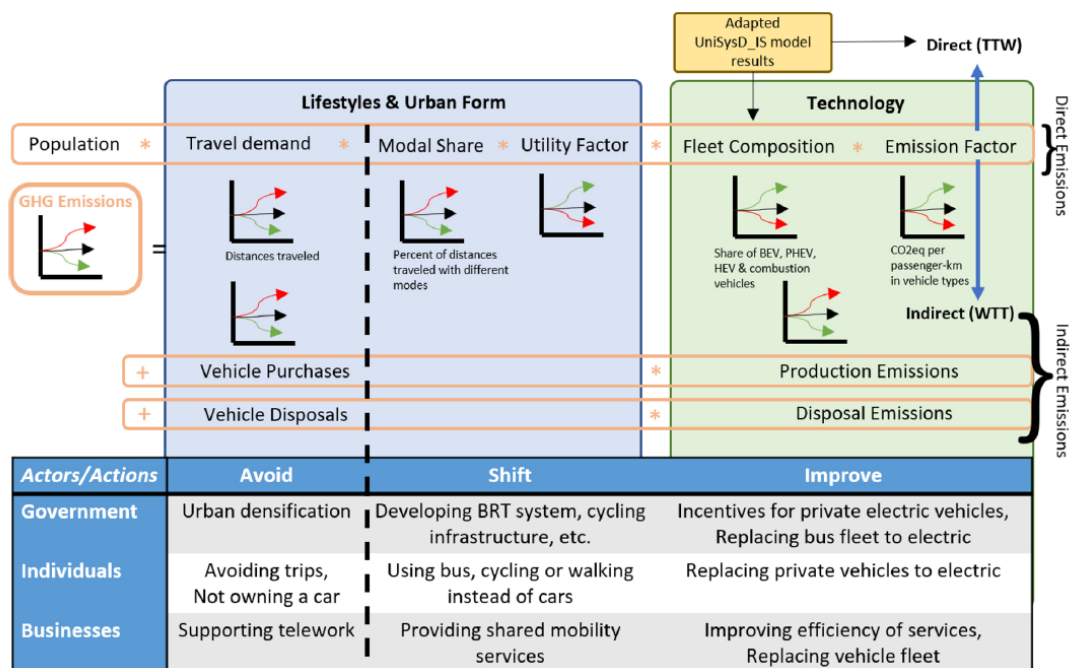 Adapted
UniSysD_IS model
results
Direct (TTW)
Lifestyles & Urban Form
Technology
Population * Travel demand * Modal Share * Utility Factor * Fleet Composition * Emission Factor
Direct Emissions
GHG Emissions
=
Distances traveled
Percent of distances
traveled with different
modes
Share of BEV, PHEV,
HEV & combustion
vehicles
CO2eq per
passenger-km
in vehicle types
Indirect (WTT)
+ Vehicle Purchases * Production Emissions
+ Vehicle Disposals * Disposal Emissions
Indirect Emissions
Actors/Actions Avoid Shift Improve
Government
Urban densification
Developing BRT system, cycling
infrastructure, etc.
Incentives for private electric vehicles,
Replacing bus fleet to electric
Individuals
Avoiding trips,
Not owning a car
Using bus, cycling or walking
instead of cars
Replacing private vehicles to electric
Businesses
Supporting telework
Providing shared mobility
services
Improving efficiency of services,
Replacing vehicle fleet